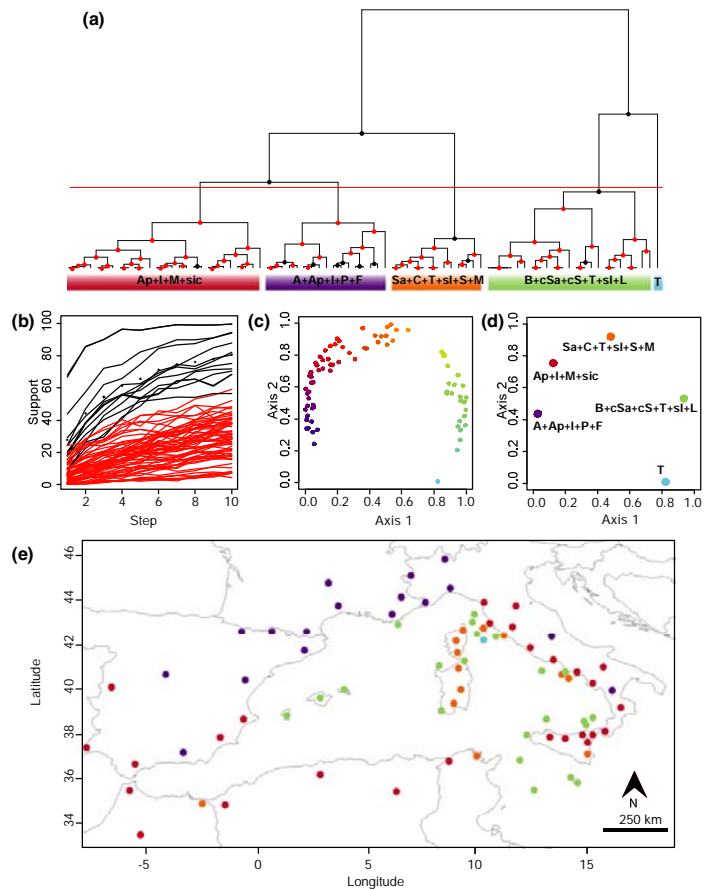 (a)
Ap+I+M+sic
A+Ap+I+P+F
Sa+C+T+sI+S+M
B+cSa+cS+T+sI+L
T
(b)
Support
0
20
40
60
80
100
2
4
6
8
10
Step
(c)
Axis 2
0.0
0.2
0.4
0.6
0.8
1.0
0.0
0.2
0.4
0.6
0.8
1.0
Axis 1
(d)
Axis 2
0.0
0.2
0.4
0.6
0.8
1.0
Sa+C+T+sI+S+M
Ap+I+M+sic
B+cSa+cS+T+sI+L
A+Ap+I+P+F
T
0.0
0.2
0.4
0.6
0.8
1.0
Axis 1
(e)
Latitude
46
44
42
40
38
36
34
N
250 km
-5
0
5
10
15
Longitude